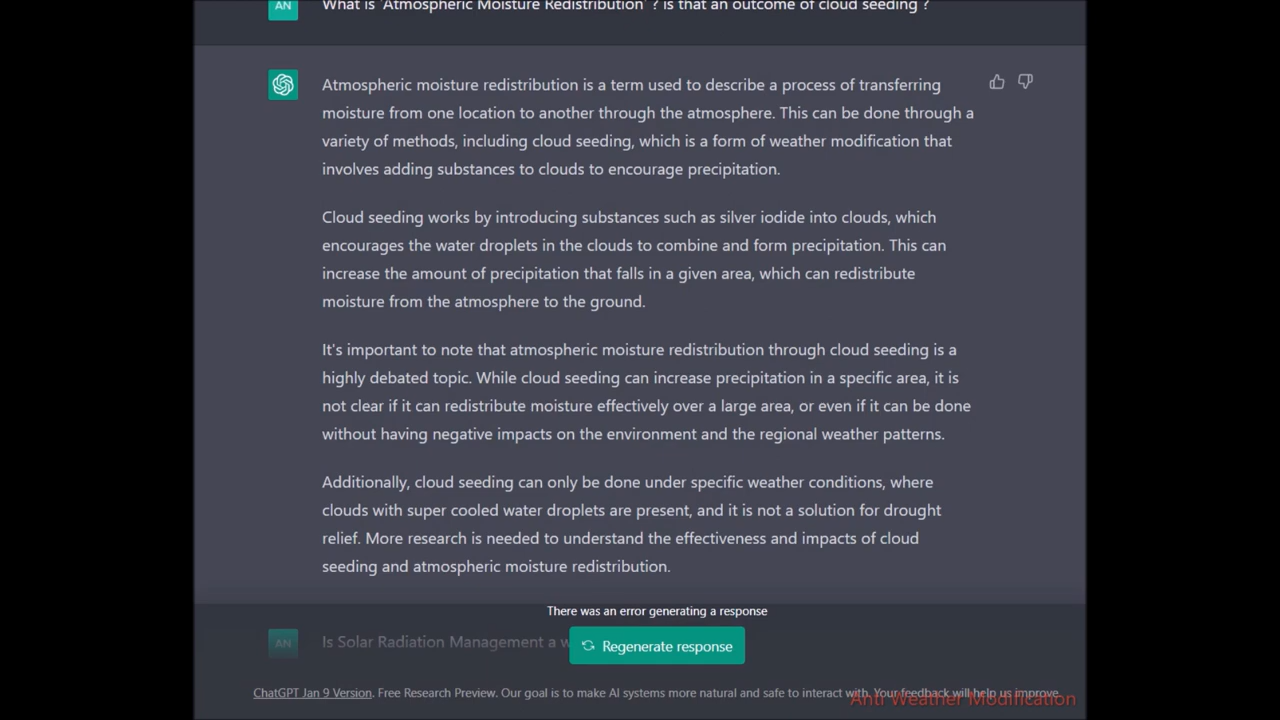 AN
What is 'Atmospheric Moisture Redistribution' ? Is that an outcome of cloud seeding ?
Atmospheric moisture redistribution is a term used to describe a process of transferring
moisture from one location to another through the atmosphere. This can be done through a
variety of methods, including cloud seeding, which is a form of weather modification that
involves adding substances to clouds to encourage precipitation.
Cloud seeding works by introducing substances such as silver iodide into clouds, which
encourages the water droplets in the clouds to combine and form precipitation. This can
increase the amount of precipitation that falls in a given area, which can redistribute
moisture from the atmosphere to the ground.
It's important to note that atmospheric moisture redistribution through cloud seeding is a
highly debated topic. While cloud seeding can increase precipitation in a specific area, it is
not clear if it can redistribute moisture effectively over a large area, or even if it can be done
without having negative impacts on the environment and the regional weather patterns.
Additionally, cloud seeding can only be done under specific weather conditions, where
clouds with super cooled water droplets are present, and it is not a solution for drought
relief. More research is needed to understand the effectiveness and impacts of cloud
seeding and atmospheric moisture redistribution.
There was an error generating a response
AN
Is Solar Radiation Management a w
Regenerate response
ChatGPT Jan 9 Version. Free Research Preview. Our goal is to make AI systems more natural and safe to interact with. Your feedback will help us improve.
Anti Weather Modification